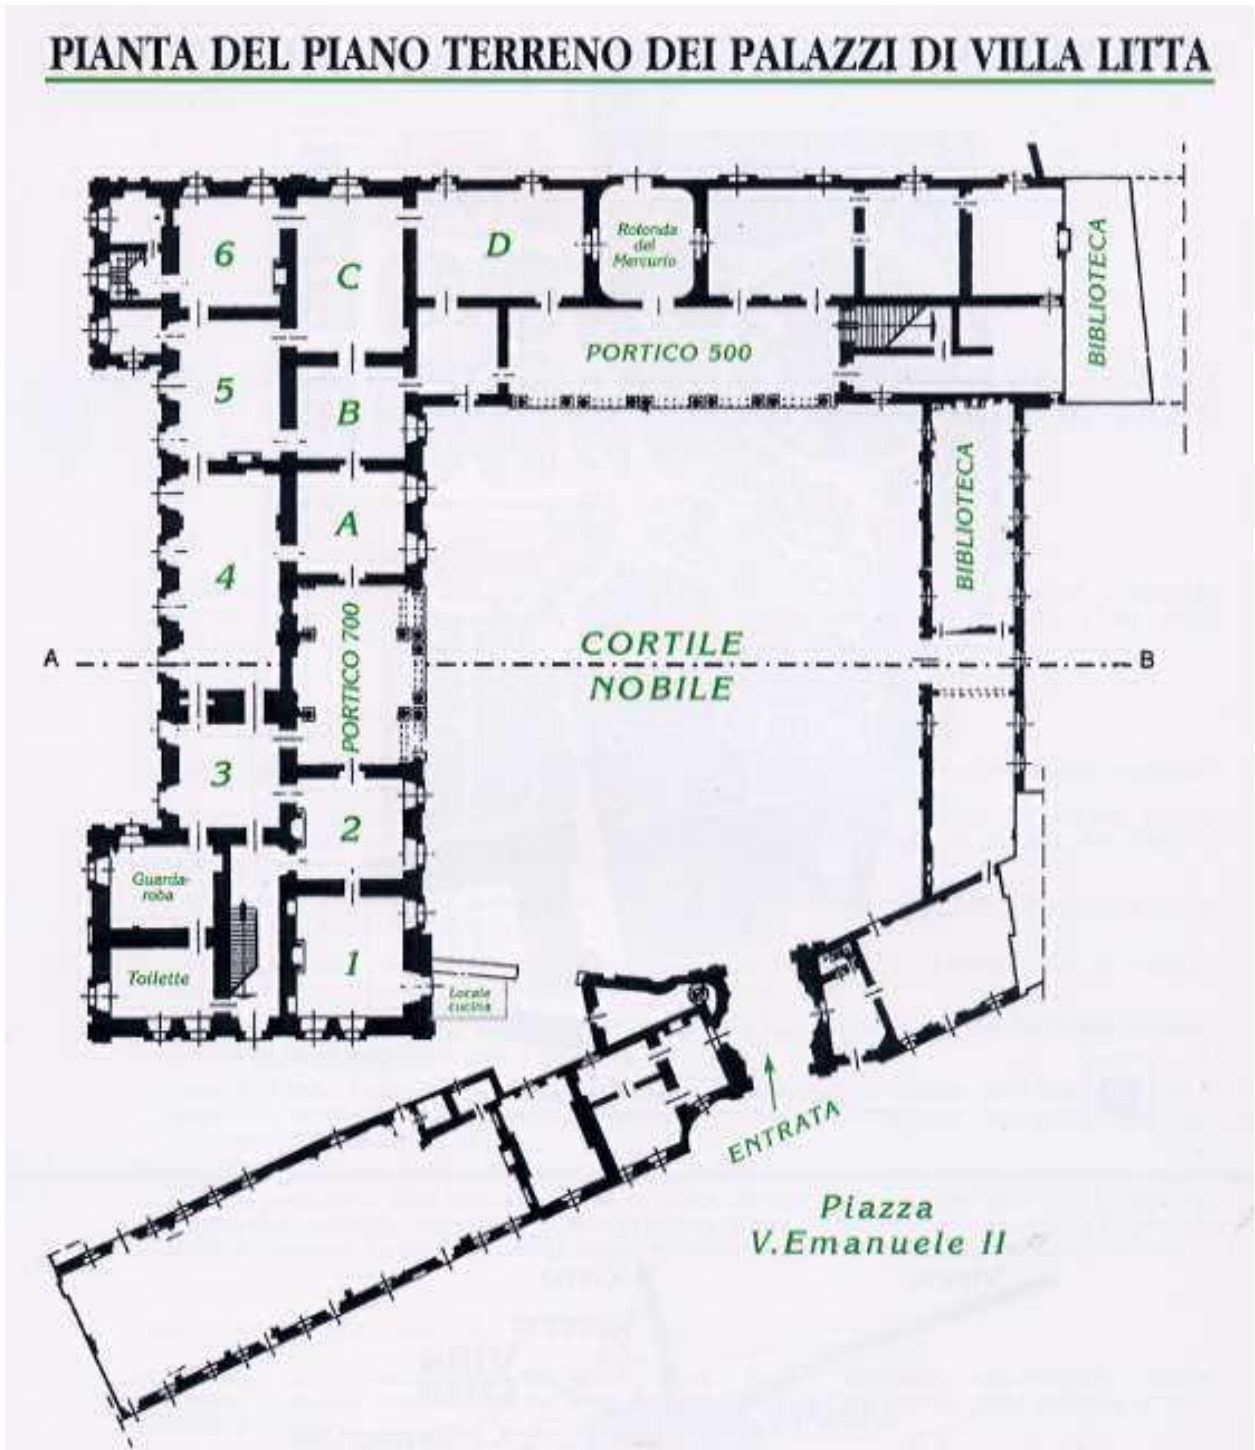 PIANTA DEL PIANO TERRENO DEI PALAZZI DI VILLA LITTA
6
C
D
Rotonda
del
Mercurio
BIBLIOTECA
PORTICO 500
5
B
A
BIBLIOTECA
4
PORTICO 700
CORTILE
NOBILE
A
B
3
2
Guarda-
roba
1
Toilette
Locale
cucina
ENTRATA
Piazza
V.Emanuele II